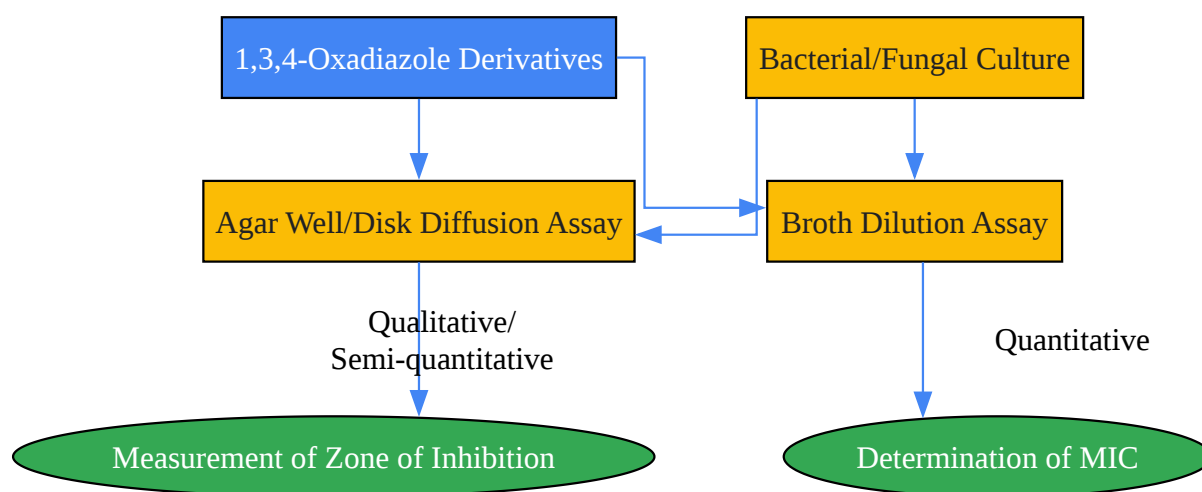 1,3,4-Oxadiazole Derivatives
Bacterial/Fungal Culture
Agar Well/Disk Diffusion Assay
Broth Dilution Assay
Qualitative/
Semi-quantitative
Quantitative
Measurement of Zone of Inhibition
Determination of MIC